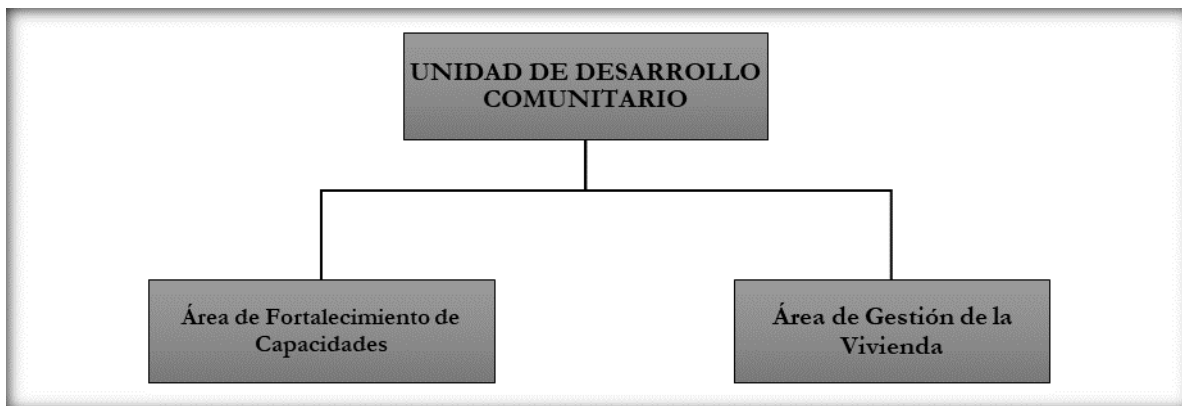 UNIDAD DE DESARROLLO
COMUNITARIO
Área de Fortalecimiento de
Capacidades
Área de Gestión de la
Vivienda